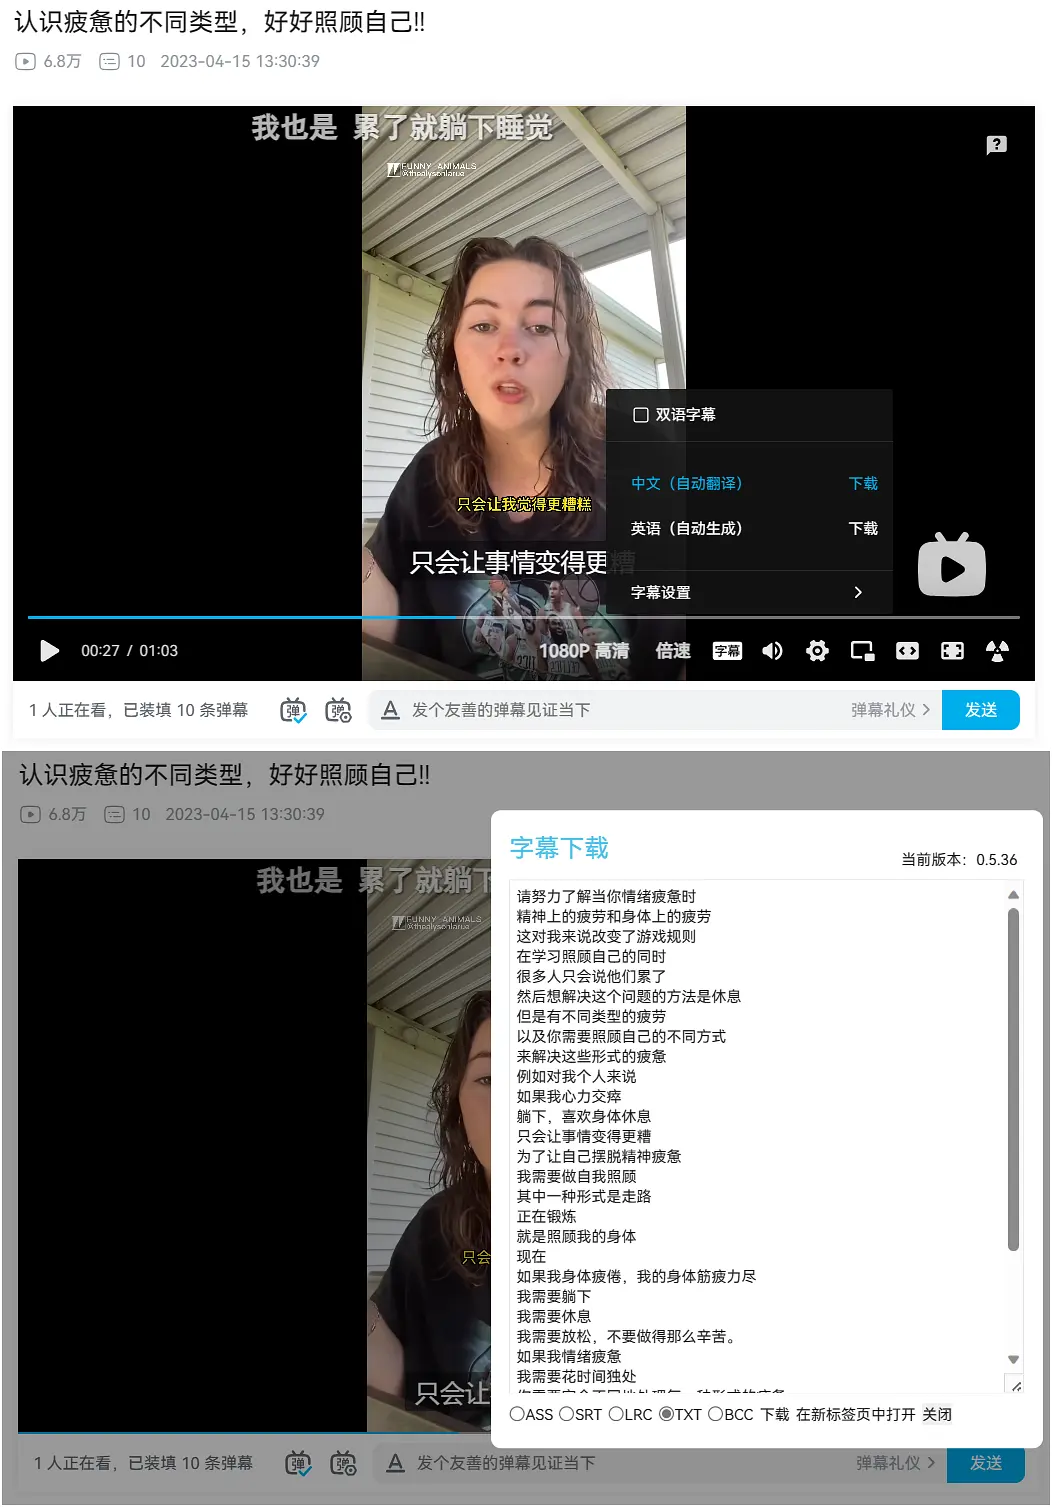 认识疲惫的不同类型，好好照顾自己!!
6.8万 10 2023-04-15 13:30:39
我也是 累了就躺下睡觉
FUNNY_ANIMALS
@thealysonlarue
双语字幕
中文（自动翻译） 下载
英语（自动生成） 下载
只会让我觉得更糟糕
只会让事情变得更糟
字幕设置
00:27 / 01:03 1080P 高清 倍速 字幕
1 人正在看，已装填 10 条弹幕 弹 弹 A 发个友善的弹幕见证当下 弹幕礼仪 发送
认识疲惫的不同类型，好好照顾自己!!
6.8万 10 2023-04-15 13:30:39
我也是 累了就躺下
FUNNY_ANIMALS
@thealysonlarue
只会
只会让
字幕下载
当前版本：0.5.36
请努力了解当你情绪疲惫时
精神上的疲劳和身体上的疲劳
这对我来说改变了游戏规则
在学习照顾自己的同时
很多人只会说他们累了
然后想解决这个问题的方法是休息
但是有不同类型的疲劳
以及你需要照顾自己的不同方式
来解决这些形式的疲惫
例如对我个人来说
如果我心力交瘁
躺下，喜欢身体休息
只会让事情变得更糟
为了让自己摆脱精神疲惫
我需要做自我照顾
其中一种形式是走路
正在锻炼
就是照顾我的身体
现在
如果我身体疲倦，我的身体筋疲力尽
我需要躺下
我需要休息
我需要放松，不要做得那么辛苦。
如果我情绪疲惫
我需要花时间独处
ASS SRT LRC TXT BCC 下载 在新标签页中打开 关闭
1 人正在看，已装填 10 条弹幕 弹 弹 A 发个友善的弹幕见证当下 弹幕礼仪 发送